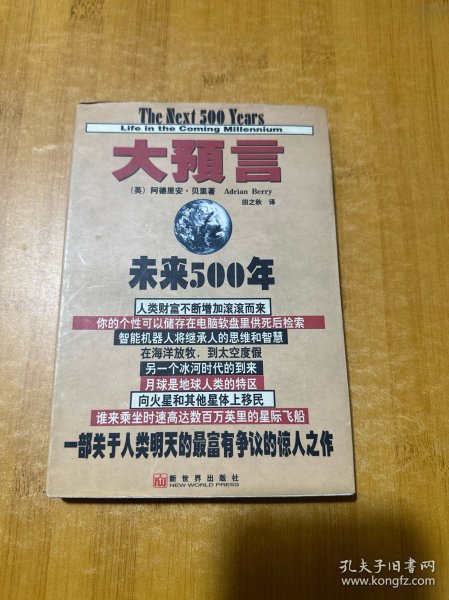 The Next 500 Years
Life in the Coming Millennium
大預言
(英) 阿德里安·贝里著 Adrian Berry
田之秋 译
未来500年
人类财富不断增加滚滚而来
你的个性可以储存在电脑软盘里供死后检索
智能机器人将继承人的思维和智慧
在海洋放牧，到太空度假
另一个冰河时代的到来
月球是地球人类的特区
向火星和其他星体上移民
谁来乘坐时速高达数百万英里的星际飞船
一部关于人类明天的最富有争议的惊人之作
新世界出版社
NEW WORLD PRESS
孔夫子旧书网
www.kongfz.com